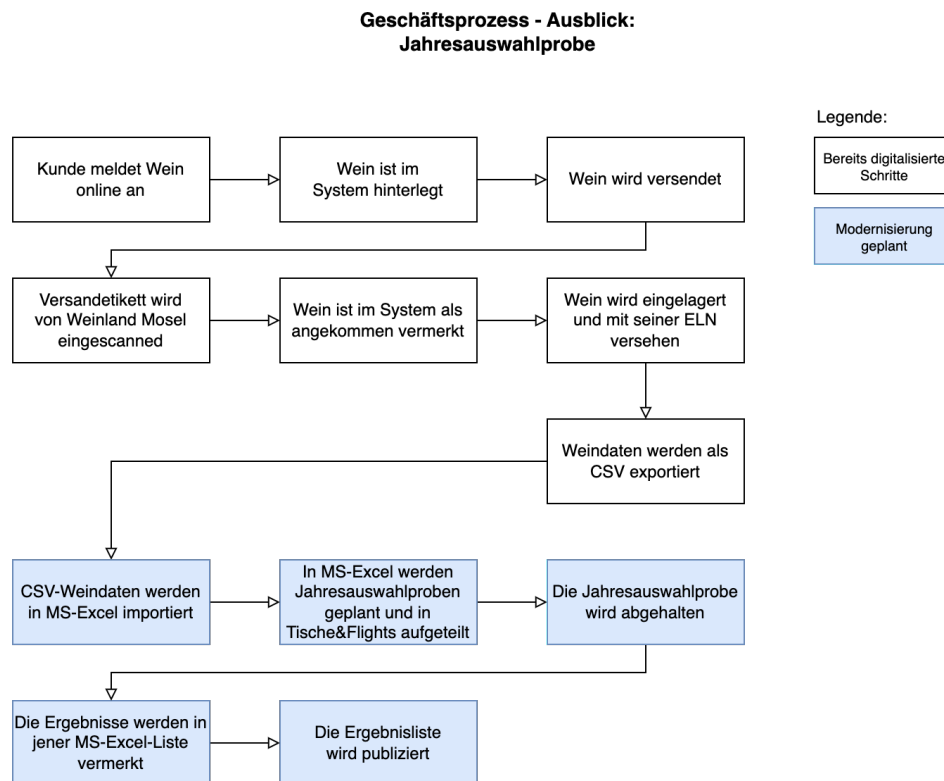 Geschäftsprozess - Ausblick:
Jahresauswahlprobe
Legende:
Bereits digitalisierte
Schritte
Modernisierung
geplant
Kunde meldet Wein
online an
Wein ist im
System hinterlegt
Wein wird versendet
Versandetikett wird
von Weinland Mosel
eingescanned
Wein ist im System als
angekommen vermerkt
Wein wird eingelagert
und mit seiner ELN
versehen
Weindaten werden als
CSV exportiert
CSV-Weindaten werden
in MS-Excel importiert
In MS-Excel werden
Jahresauswahlproben
geplant und in
Tische&Flights aufgeteilt
Die Jahresauswahlprobe
wird abgehalten
Die Ergebnisse werden in
jener MS-Excel-Liste
vermerkt
Die Ergebnisliste
wird publiziert